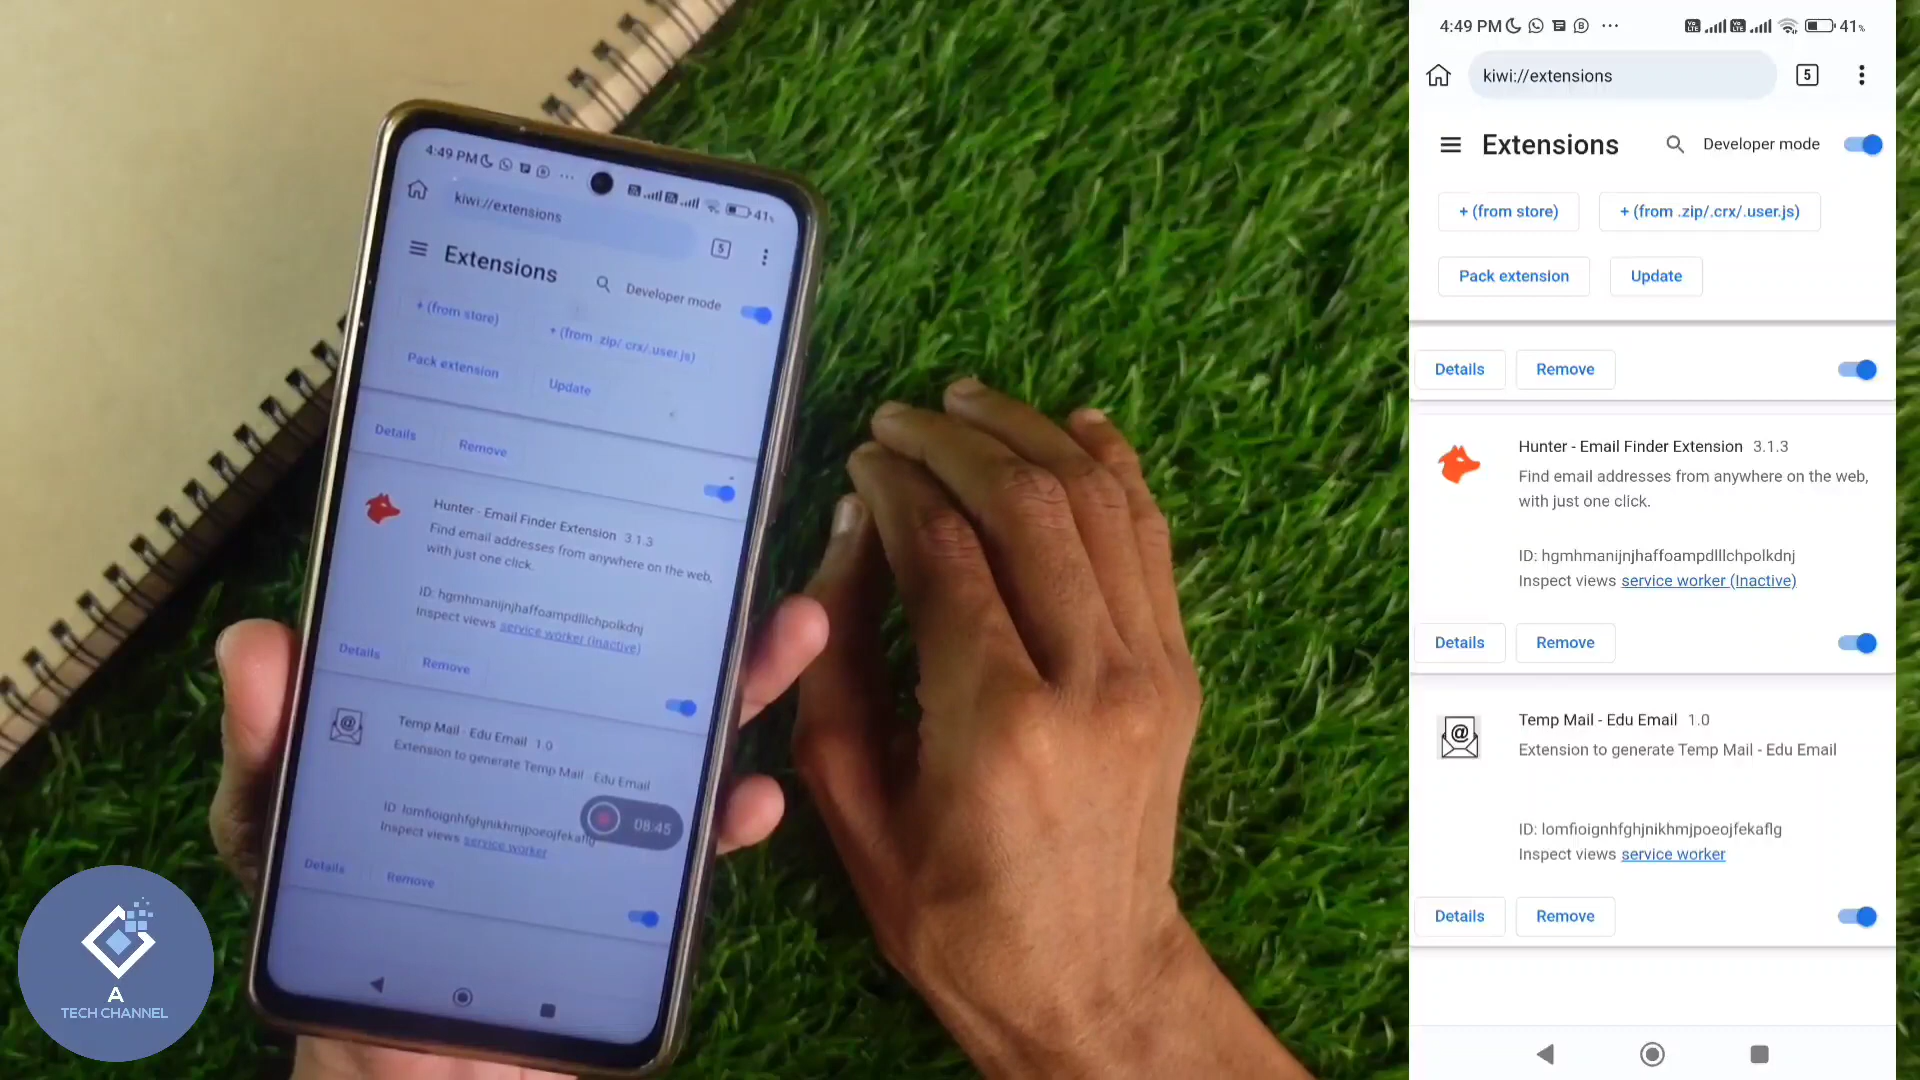 4:49 PM
41%
kiwi://extensions
5
Extensions
Developer mode
+ (from store)
+ (from .zip/.crx/.user.js)
Pack extension
Update
Details
Remove
Hunter - Email Finder Extension 3.1.3
Find email addresses from anywhere on the web,
with just one click.
ID: hgmhmanijnjhaffoampdlllchpolkdnj
Inspect views service worker (Inactive)
Details
Remove
Temp Mail - Edu Email 1.0
Extension to generate Temp Mail - Edu Email
ID: lomfioignhfghjnikhmjpoeojfekaflg
Inspect views service worker
08:45
Details
Remove
A
TECH CHANNEL
4:49 PM
41%
kiwi://extensions
5
Extensions
Developer mode
+ (from store)
+ (from .zip/.crx/.user.js)
Pack extension
Update
Details
Remove
Hunter - Email Finder Extension 3.1.3
Find email addresses from anywhere on the web,
with just one click.
ID: hgmhmanijnjhaffoampdlllchpolkdnj
Inspect views service worker (Inactive)
Details
Remove
Temp Mail - Edu Email 1.0
Extension to generate Temp Mail - Edu Email
ID: lomfioignhfghjnikhmjpoeojfekaflg
Inspect views service worker
Details
Remove